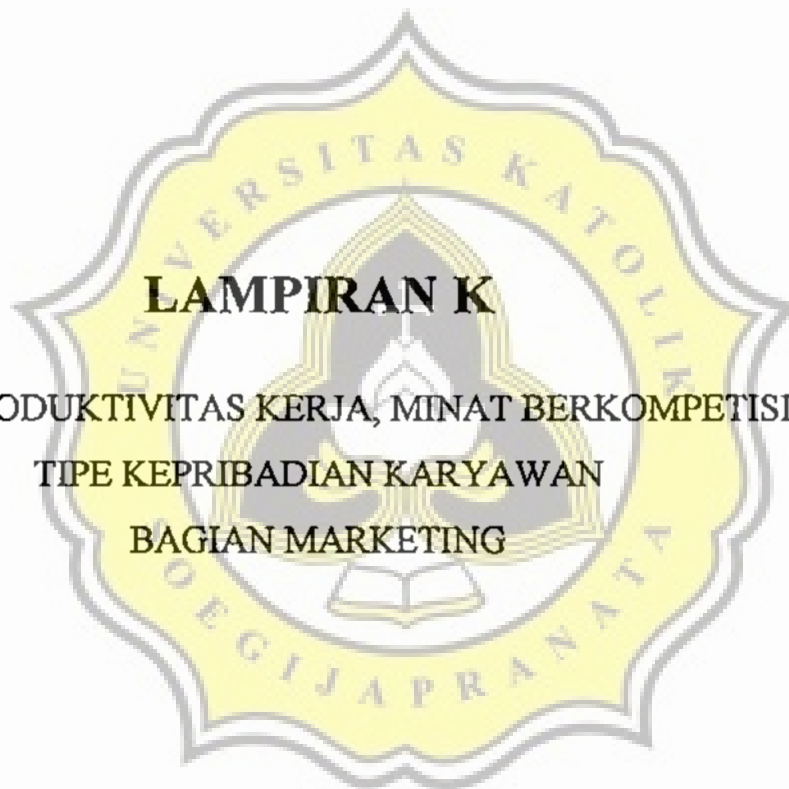 UNIVERSITAS KATOLIK
LAMPIRAN K
ODUKTIVITAS KERJA, MINAT BERKOMPETISI
TIPE KEPRIBADIAN KARYAWAN
BAGIAN MARKETING
SOEGIJAPRANATA